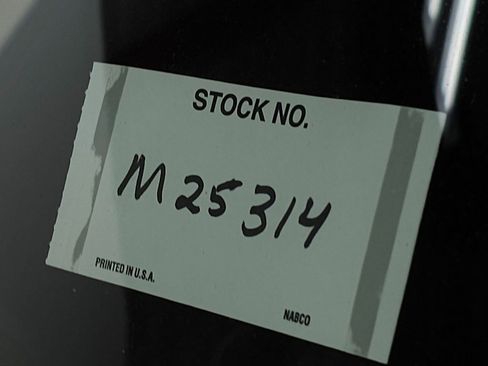 STOCK NO.
M25314
PRINTED IN U.S.A.
NABCO